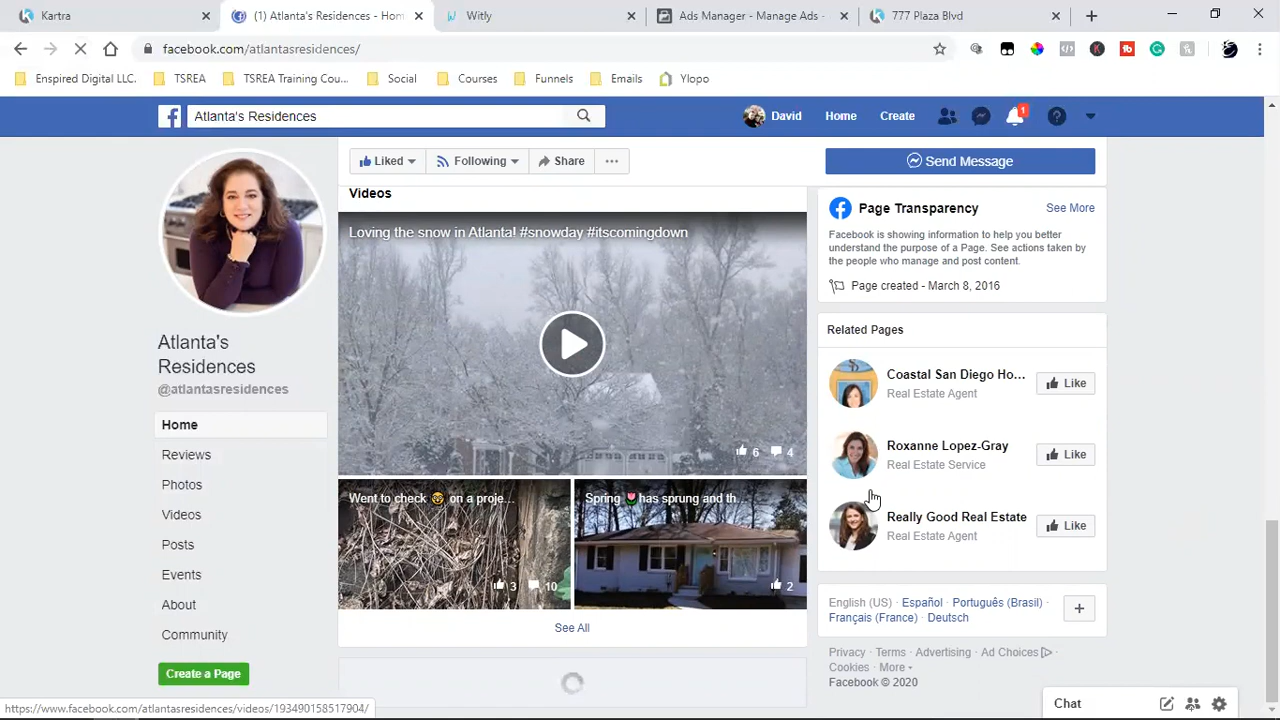 Kartra
(1) Atlanta's Residences - Hom
Witly
Ads Manager - Manage Ads -
777 Plaza Blvd
facebook.com/atlantasresidences/
Enspired Digital LLC.
TSREA
TSREA Training Cou...
Social
Courses
Funnels
Emails
Ylopo
Atlanta's Residences
David
Home
Create
1
Liked
Following
Share
Send Message
Atlanta's
Residences
@atlantasresidences
Home
Reviews
Photos
Videos
Posts
Events
About
Community
Create a Page
Videos
Loving the snow in Atlanta! #snowday #itscomingdown
6 4
Went to check 🤓 on a proje...
3 10
Spring 🌷has sprung and th...
2
See All
Page Transparency
See More
Facebook is showing information to help you better
understand the purpose of a Page. See actions taken by
the people who manage and post content.
Page created - March 8, 2016
Related Pages
Coastal San Diego Ho...
Real Estate Agent
Like
Roxanne Lopez-Gray
Real Estate Service
Like
Really Good Real Estate
Real Estate Agent
Like
English (US) · Español · Português (Brasil) ·
Français (France) · Deutsch
Privacy · Terms · Advertising · Ad Choices ·
Cookies · More
Facebook © 2020
Chat
https://www.facebook.com/atlantasresidences/videos/193490158517904/